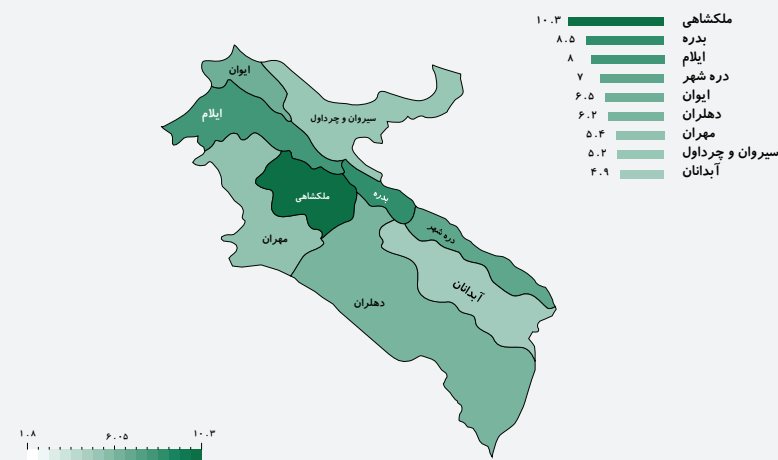 ملکشاهی ۱۰.۳
بدره ۸.۵
ایلام ۸
دره شهر ۷
ایوان ۶.۵
دهلران ۶.۲
مهران ۵.۴
سیروان و چرداول ۵.۲
آبدانان ۴.۹
ایوان
سیروان و چرداول
ایلام
ملکشاهی
بدره
مهران
دره شهر
آبدانان
دهلران
۱.۸ ۶.۰۵ ۱۰.۳